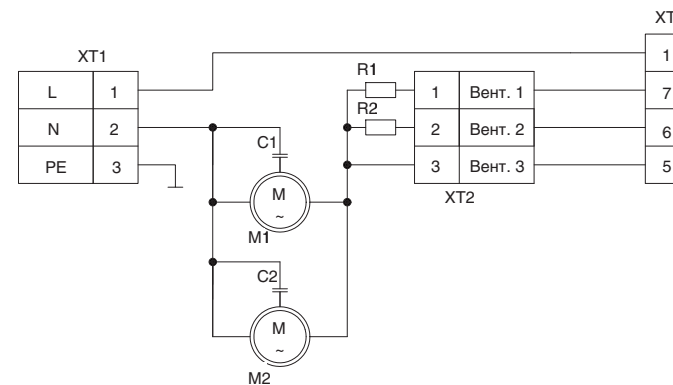 XT
XT1
1
R1
L 1
1 Вент. 1
7
R2
N 2
2 Вент. 2
6
C1
PE 3
3 Вент. 3
5
M
~
XT2
M1
C2
M
~
M2